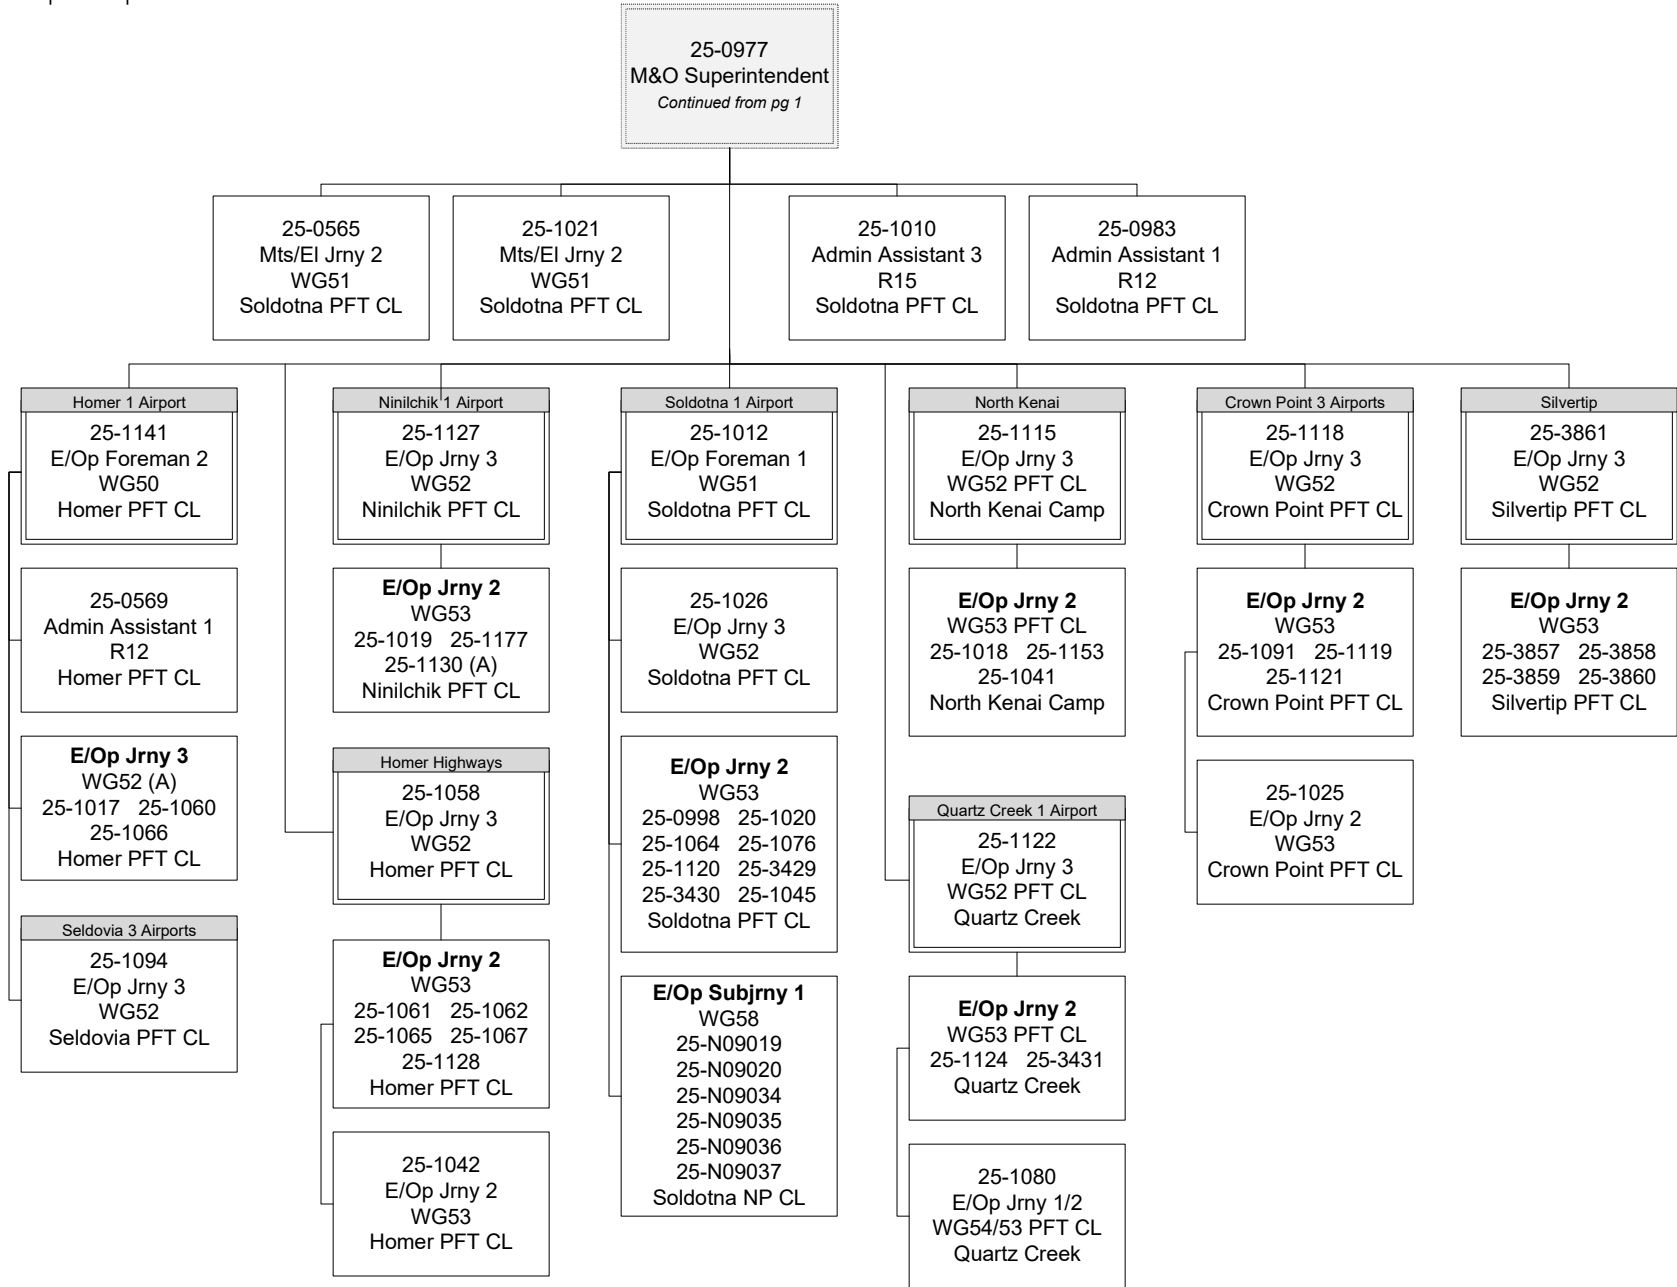 25-0977
M&O Superintendent
Continued from pg 1
25-0565
Mts/El Jrny 2
WG51
Soldotna PFT CL
25-1021
Mts/El Jrny 2
WG51
Soldotna PFT CL
25-1010
Admin Assistant 3
R15
Soldotna PFT CL
25-0983
Admin Assistant 1
R12
Soldotna PFT CL
Homer 1 Airport
25-1141
E/Op Foreman 2
WG50
Homer PFT CL
25-0569
Admin Assistant 1
R12
Homer PFT CL
E/Op Jrny 3
WG52 (A)
25-1017 25-1060
25-1066
Homer PFT CL
Seldovia 3 Airports
25-1094
E/Op Jrny 3
WG52
Seldovia PFT CL
Ninilchik 1 Airport
25-1127
E/Op Jrny 3
WG52
Ninilchik PFT CL
E/Op Jrny 2
WG53
25-1019 25-1177
25-1130 (A)
Ninilchik PFT CL
Homer Highways
25-1058
E/Op Jrny 3
WG52
Homer PFT CL
E/Op Jrny 2
WG53
25-1061 25-1062
25-1065 25-1067
25-1128
Homer PFT CL
25-1042
E/Op Jrny 2
WG53
Homer PFT CL
Soldotna 1 Airport
25-1012
E/Op Foreman 1
WG51
Soldotna PFT CL
25-1026
E/Op Jrny 3
WG52
Soldotna PFT CL
E/Op Jrny 2
WG53
25-0998 25-1020
25-1064 25-1076
25-1120 25-3429
25-3430 25-1045
Soldotna PFT CL
E/Op Subjrny 1
WG58
25-N09019
25-N09020
25-N09034
25-N09035
25-N09036
25-N09037
Soldotna NP CL
North Kenai
25-1115
E/Op Jrny 3
WG52 PFT CL
North Kenai Camp
E/Op Jrny 2
WG53 PFT CL
25-1018 25-1153
25-1041
North Kenai Camp
Quartz Creek 1 Airport
25-1122
E/Op Jrny 3
WG52 PFT CL
Quartz Creek
E/Op Jrny 2
WG53 PFT CL
25-1124 25-3431
Quartz Creek
25-1080
E/Op Jrny 1/2
WG54/53 PFT CL
Quartz Creek
Crown Point 3 Airports
25-1118
E/Op Jrny 3
WG52
Crown Point PFT CL
E/Op Jrny 2
WG53
25-1091 25-1119
25-1121
Crown Point PFT CL
25-1025
E/Op Jrny 2
WG53
Crown Point PFT CL
Silvertip
25-3861
E/Op Jrny 3
WG52
Silvertip PFT CL
E/Op Jrny 2
WG53
25-3857 25-3858
25-3859 25-3860
Silvertip PFT CL